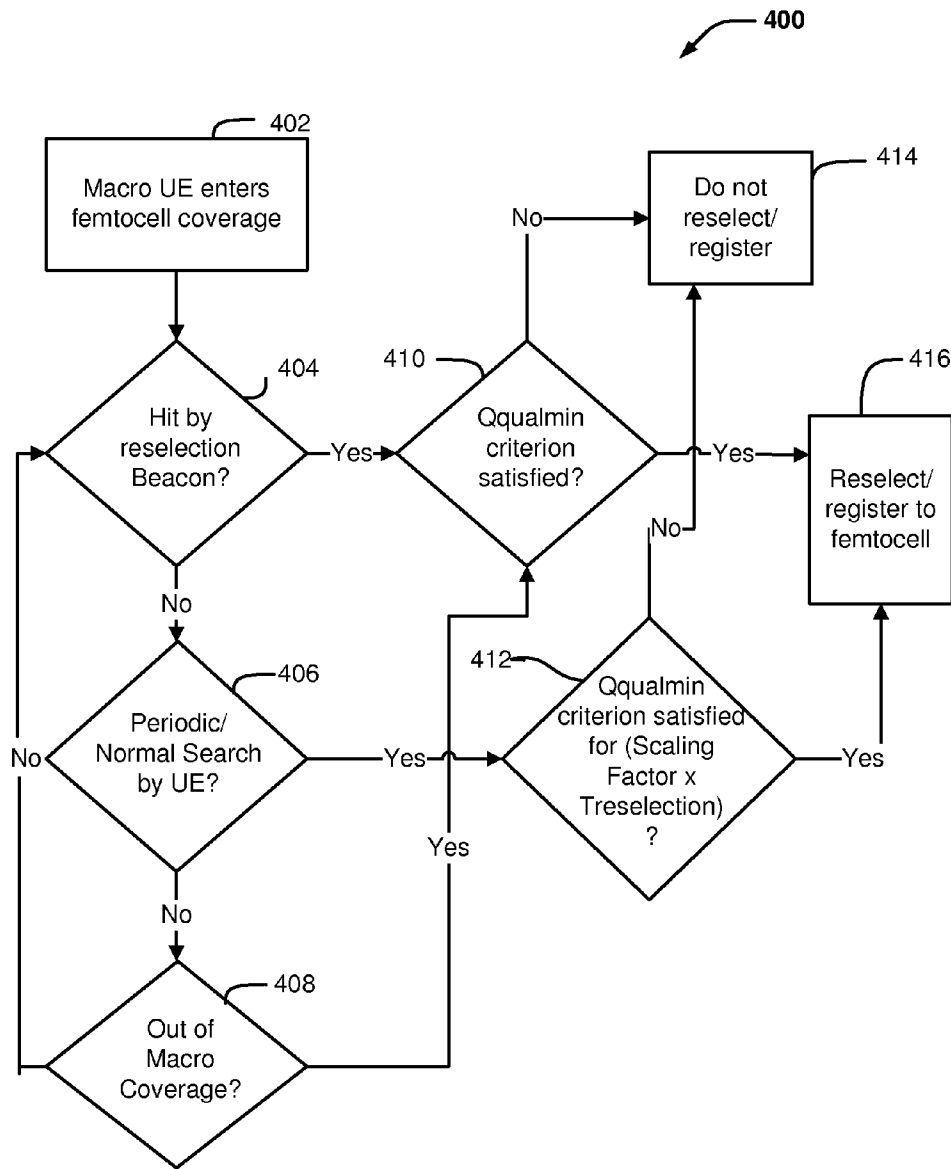 400
402
Macro UE enters
femtocell coverage
414
Do not
reselect/
register
No
404
Hit by
reselection
Beacon?
Yes
410
Qqualmin
criterion
satisfied?
Yes
416
Reselect/
register to
femtocell
No
No
406
Periodic/
Normal Search
by UE?
Yes
412
Qqualmin
criterion satisfied
for (Scaling
Factor x
Treselection)
?
Yes
No
Yes
No
408
Out of
Macro
Coverage?